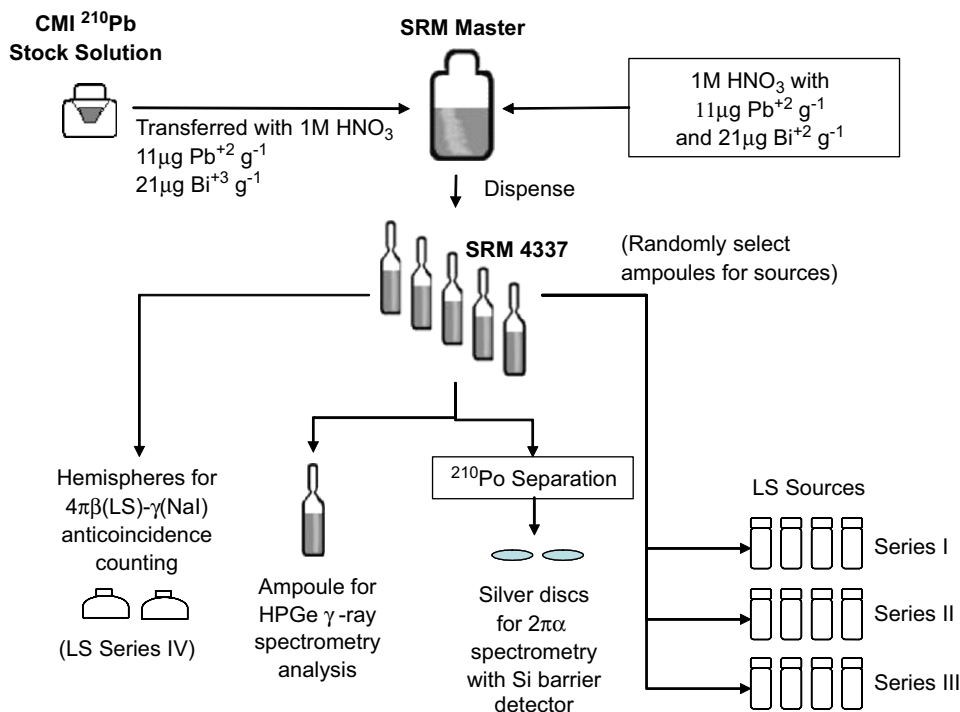 CMI ²¹⁰Pb
Stock Solution
SRM Master
1M HNO₃ with
11μg Pb⁺² g⁻¹
and 21μg Bi⁺² g⁻¹
Transferred with 1M HNO₃
11μg Pb⁺² g⁻¹
21μg Bi⁺³ g⁻¹
Dispense
SRM 4337
(Randomly select
ampoules for sources)
Hemispheres for
4πβ(LS)-γ(NaI)
anticoincidence
counting
(LS Series IV)
Ampoule for
HPGe γ -ray
spectrometry
analysis
²¹⁰Po Separation
Silver discs
for 2πα
spectrometry
with Si barrier
detector
LS Sources
Series I
Series II
Series III